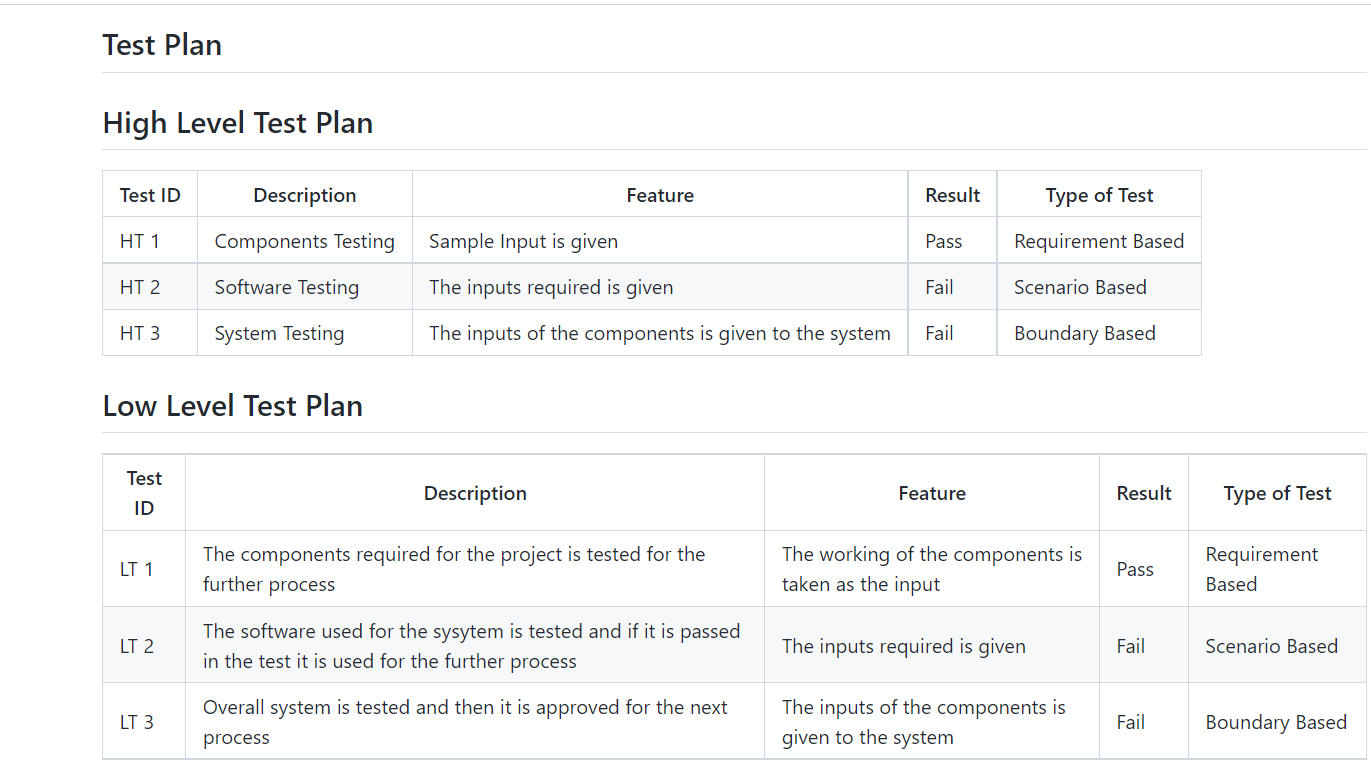 Test Plan
High Level Test Plan
Test ID Description Feature Result Type of Test
HT 1 Components Testing Sample Input is given Pass Requirement Based
HT 2 Software Testing The inputs required is given Fail Scenario Based
HT 3 System Testing The inputs of the components is given to the system Fail Boundary Based
Low Level Test Plan
Test
ID
Description Feature Result Type of Test
LT 1
The components required for the project is tested for the
further process
The working of the components is
taken as the input
Pass
Requirement
Based
LT 2
The software used for the sysytem is tested and if it is passed
in the test it is used for the further process
The inputs required is given
Fail
Scenario Based
LT 3
Overall system is tested and then it is approved for the next
process
The inputs of the components is
given to the system
Fail
Boundary Based